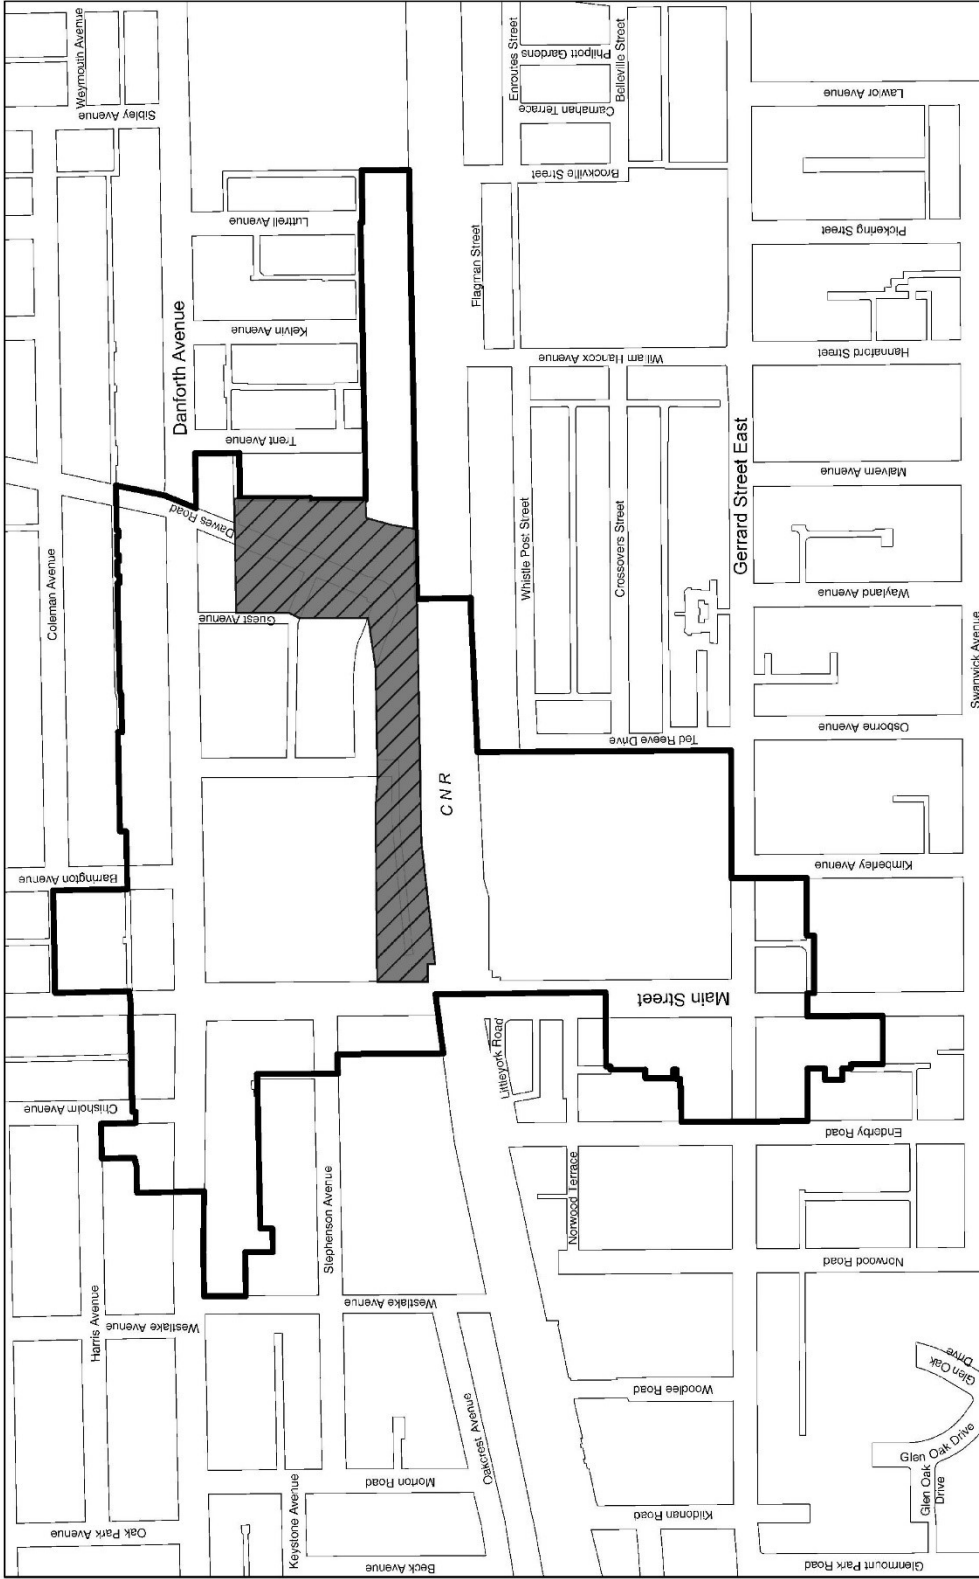 Weymouth Avenue
Sibley Avenue
Enroutes Street
Philpott Gardens
Belleville Street
Carnahan Terrace
Lawlor Avenue
Brockville Street
Luttrell Avenue
Pickering Street
Flagman Street
Kelvin Avenue
Hannaford Street
William Hancox Avenue
Danforth Avenue
Trent Avenue
Malvern Avenue
Gerrard Street East
Dawes Road
Coleman Avenue
Whistle Post Street
Crossovers Street
Wayland Avenue
Guest Avenue
Swanwick Avenue
Osborne Avenue
Ted Reeve Drive
CNR
Kimberley Avenue
Barrington Avenue
Main Street
Littleyork Road
Chisholm Avenue
Enderby Road
Stephenson Avenue
Norwood Terrace
Norwood Road
Westlake Avenue
Harris Avenue
Westlake Avenue
Glen Oak
Drive
Woodlee Road
Oakcrest Avenue
Glen Oak Drive
Morton Road
Glen Oak
Drive
Kildonan Road
Oak Park Avenue
Keystone Avenue
Beck Avenue
Glenmount Park Road